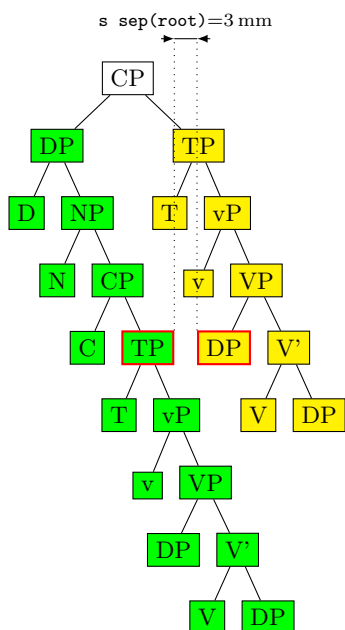 s sep(root)=3 mm
CP
DP TP
D NP T vP
N CP v VP
C TP DP V'
T vP V DP
v VP
DP V'
V DP